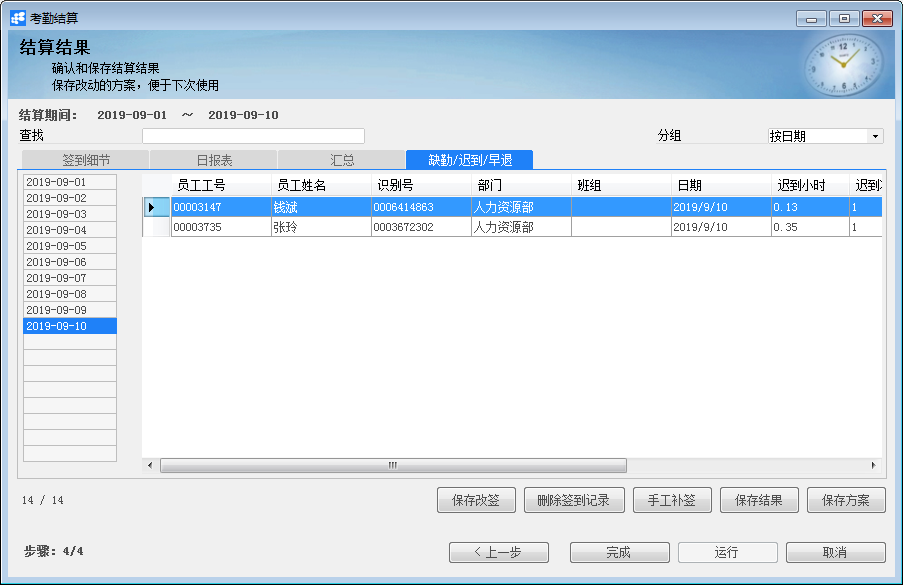 考勤结算
结算结果
确认和保存结算结果
保存改动的方案，便于下次使用
结算期间： 2019-09-01 ～ 2019-09-10
查找 分组 按日期
签到细节 日报表 汇总 缺勤/迟到/早退
2019-09-01
2019-09-02
2019-09-03
2019-09-04
2019-09-05
2019-09-06
2019-09-07
2019-09-08
2019-09-09
2019-09-10
员工工号 员工姓名 识别号 部门 班组 日期 迟到小时 迟到
00003147 钱斌 0006414863 人力资源部 2019/9/10 0.13 1
00003735 张玲 0003672302 人力资源部 2019/9/10 0.35 1
14 / 14
保存改签 删除签到记录 手工补签 保存结果 保存方案
步骤：4/4
< 上一步 完成 运行 取消